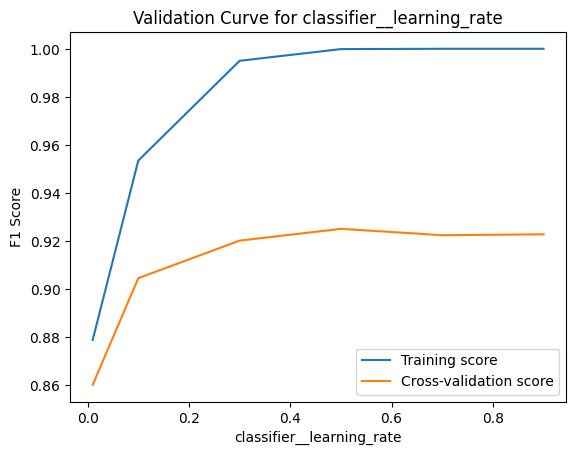 Validation Curve for classifier__learning_rate
1.00
0.98
0.96
0.94
0.92
0.90
0.88
0.86
F1 Score
Training score
Cross-validation score
0.0 0.2 0.4 0.6 0.8
classifier__learning_rate